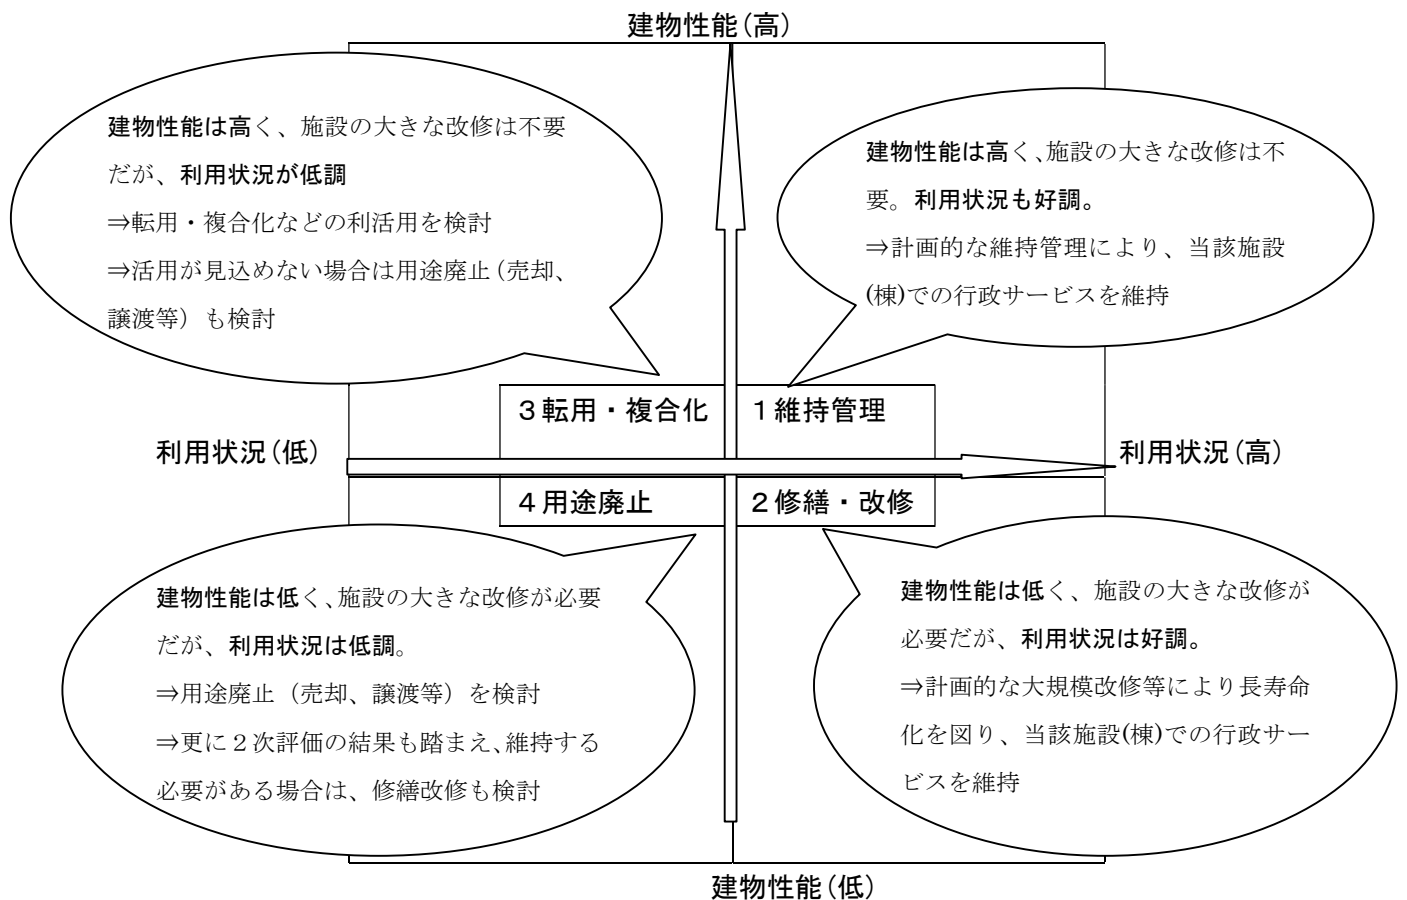 建物性能(高)
建物性能は高く、施設の大きな改修は不要
だが、利用状況が低調
⇒転用・複合化などの利活用を検討
⇒活用が見込めない場合は用途廃止(売却、
譲渡等）も検討
建物性能は高く、施設の大きな改修は不
要。利用状況も好調。
⇒計画的な維持管理により、当該施設
(棟)での行政サービスを維持
３転用・複合化
１維持管理
利用状況(低)
利用状況(高)
４用途廃止
２修繕・改修
建物性能は低く、施設の大きな改修が必要
だが、利用状況は低調。
⇒用途廃止（売却、譲渡等）を検討
⇒更に２次評価の結果も踏まえ、維持する
必要がある場合は、修繕改修も検討
建物性能は低く、施設の大きな改修が
必要だが、利用状況は好調。
⇒計画的な大規模改修等により長寿命
化を図り、当該施設(棟)での行政サー
ビスを維持
建物性能(低)